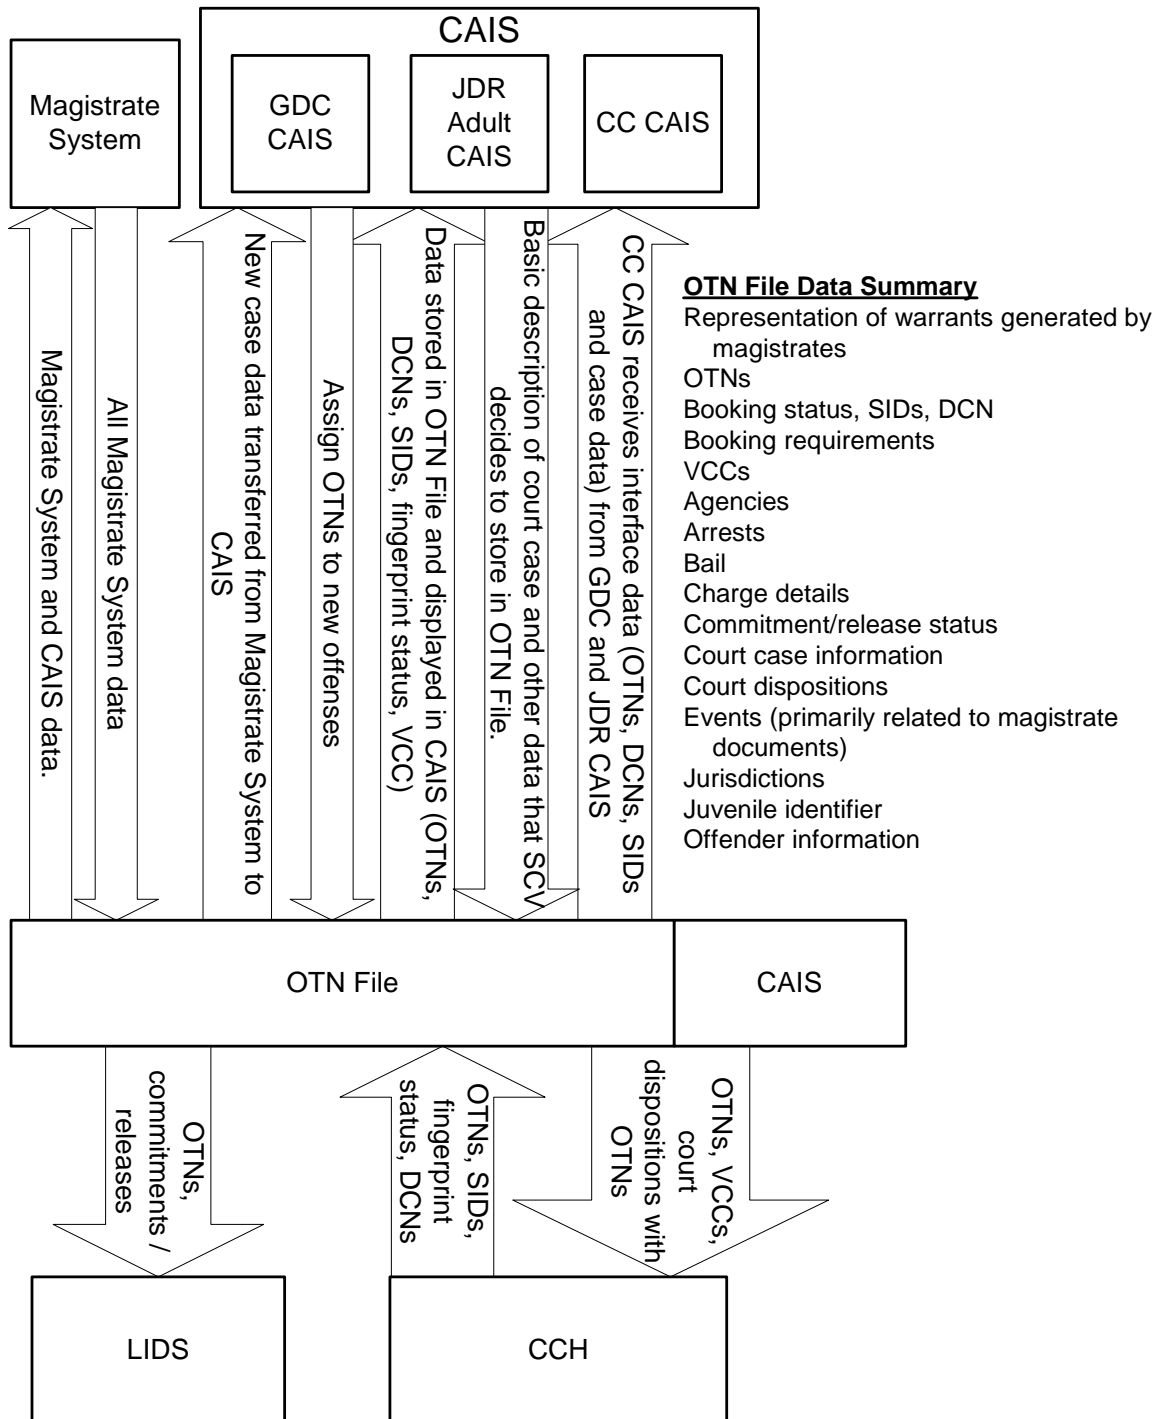 CAIS
Magistrate
System
GDC
CAIS
JDR
Adult
CAIS
CC CAIS
Magistrate System and CAIS data.
All Magistrate System data
New case data transferred from Magistrate System to
CAIS
Assign OTNs to new offenses
Data stored in OTN File and displayed in CAIS (OTNs,
DCNs, SIDs, fingerprint status, VCC)
Basic description of court case and other data that SCV
decides to store in OTN File.
CC CAIS receives interface data (OTNs, DCNs, SIDs
and case data) from GDC and JDR CAIS
OTN File Data Summary
Representation of warrants generated by
magistrates
OTNs
Booking status, SIDs, DCN
Booking requirements
VCCs
Agencies
Arrests
Bail
Charge details
Commitment/release status
Court case information
Court dispositions
Events (primarily related to magistrate
documents)
Jurisdictions
Juvenile identifier
Offender information
OTN File
CAIS
OTNs,
commitments /
releases
OTNs, SIDs,
fingerprint
status, DCNs
OTNs, VCCs,
court
dispositions with
OTNs
LIDS
CCH